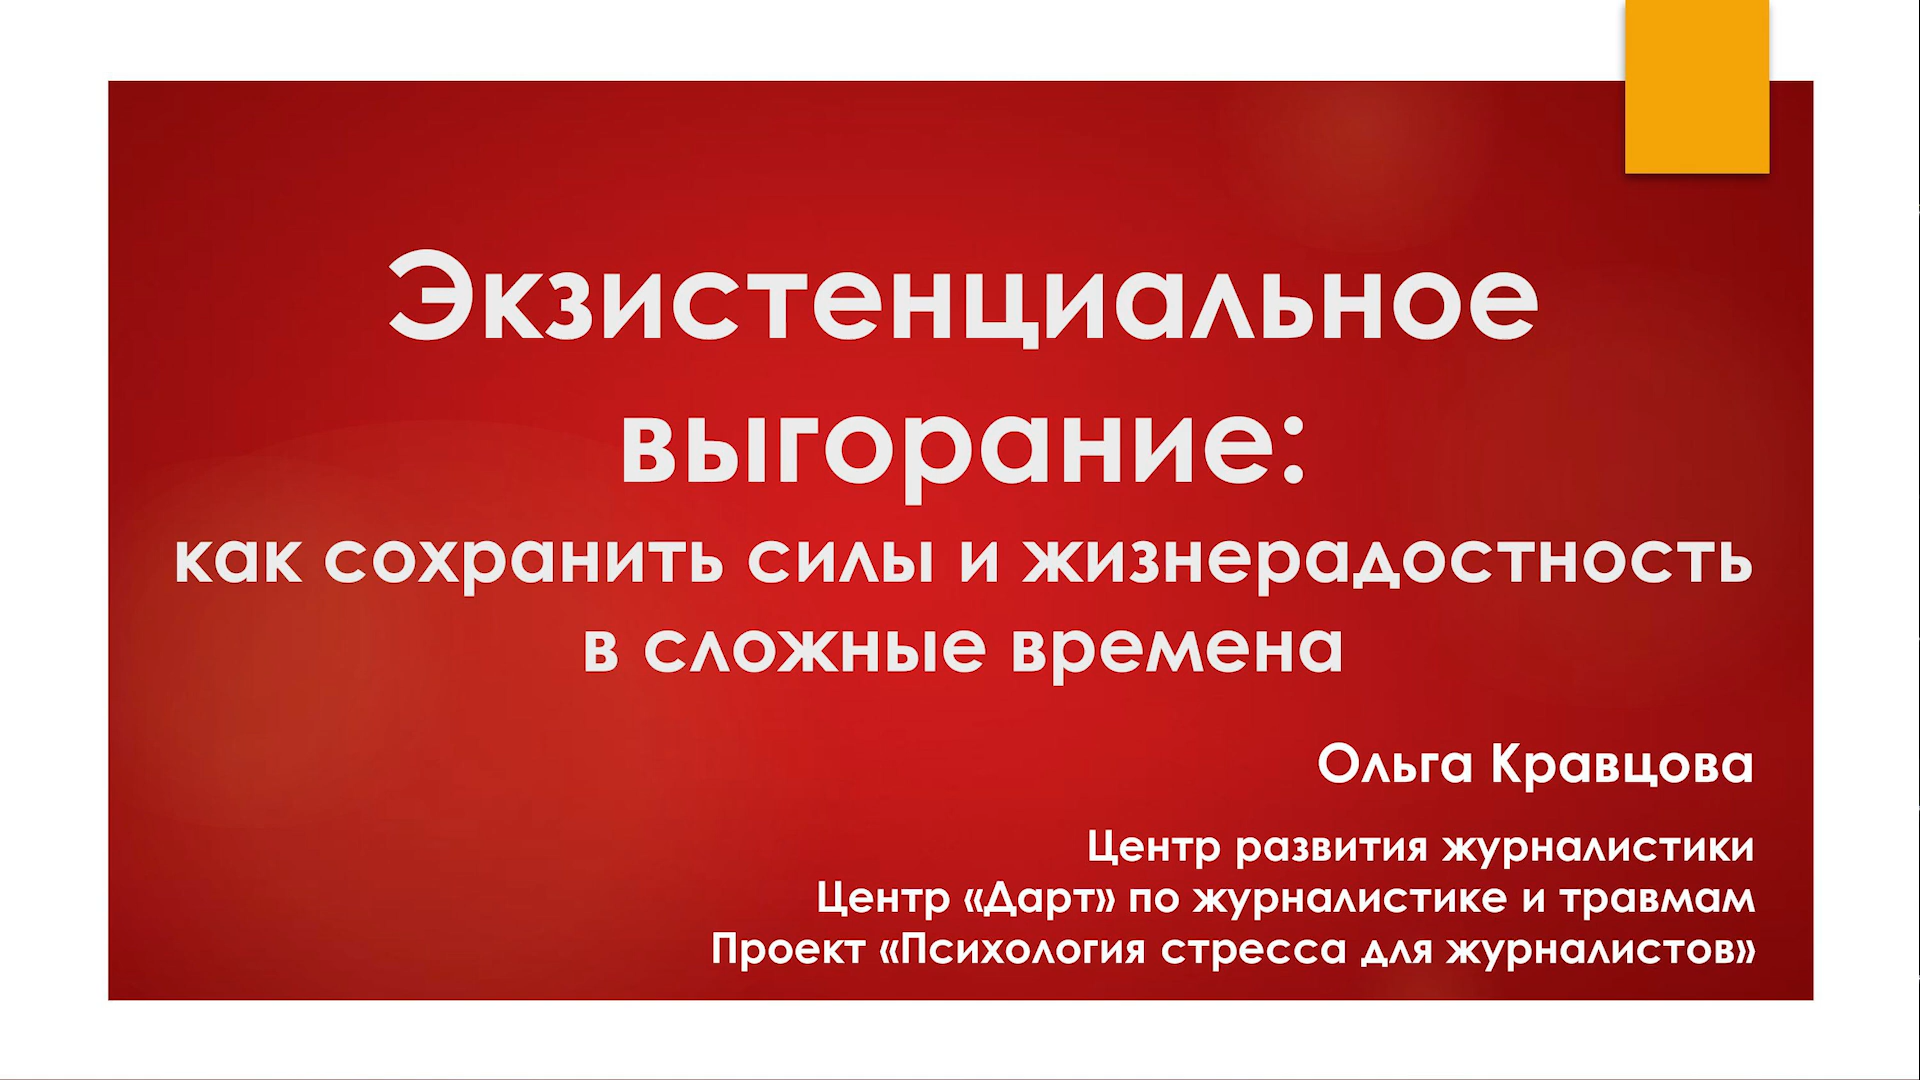 Экзистенциальное
выгорание:
как сохранить силы и жизнерадостность
в сложные времена
Ольга Кравцова
Центр развития журналистики
Центр «Дарт» по журналистике и травмам
Проект «Психология стресса для журналистов»